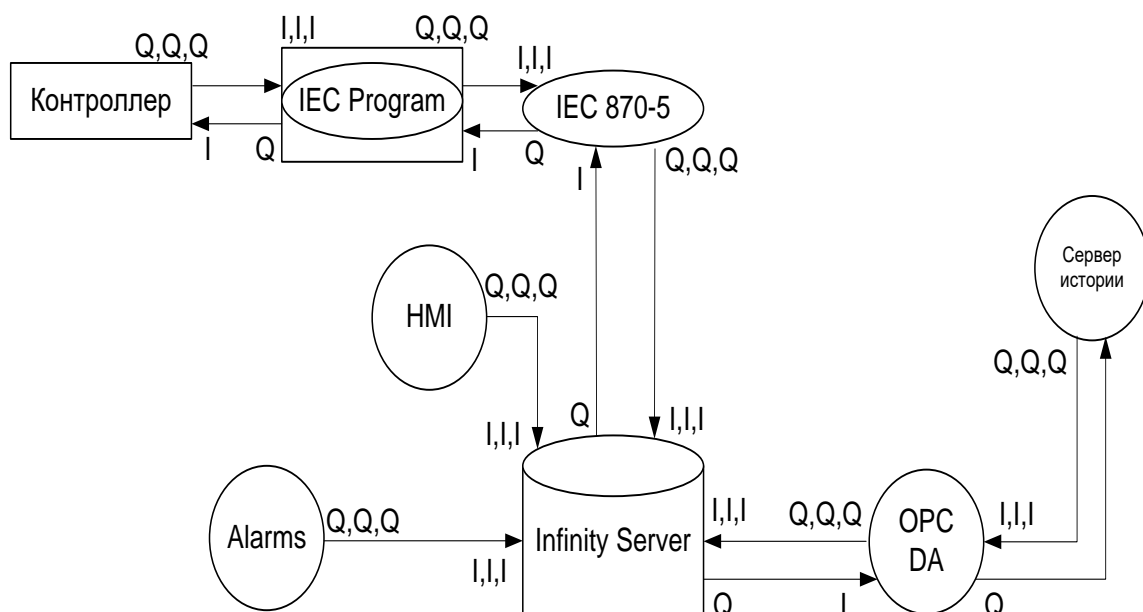 Q,Q,Q
I,I,I
Q,Q,Q
I,I,I
Контроллер
IEC Program
IEC 870-5
I
Q
I
Q
Q,Q,Q
I
Сервер
истории
HMI
Q,Q,Q
Q,Q,Q
Q
I,I,I
I,I,I
Alarms
Q,Q,Q
I,I,I
Infinity Server
I,I,I
Q,Q,Q
OPC
DA
I,I,I
Q
I
Q